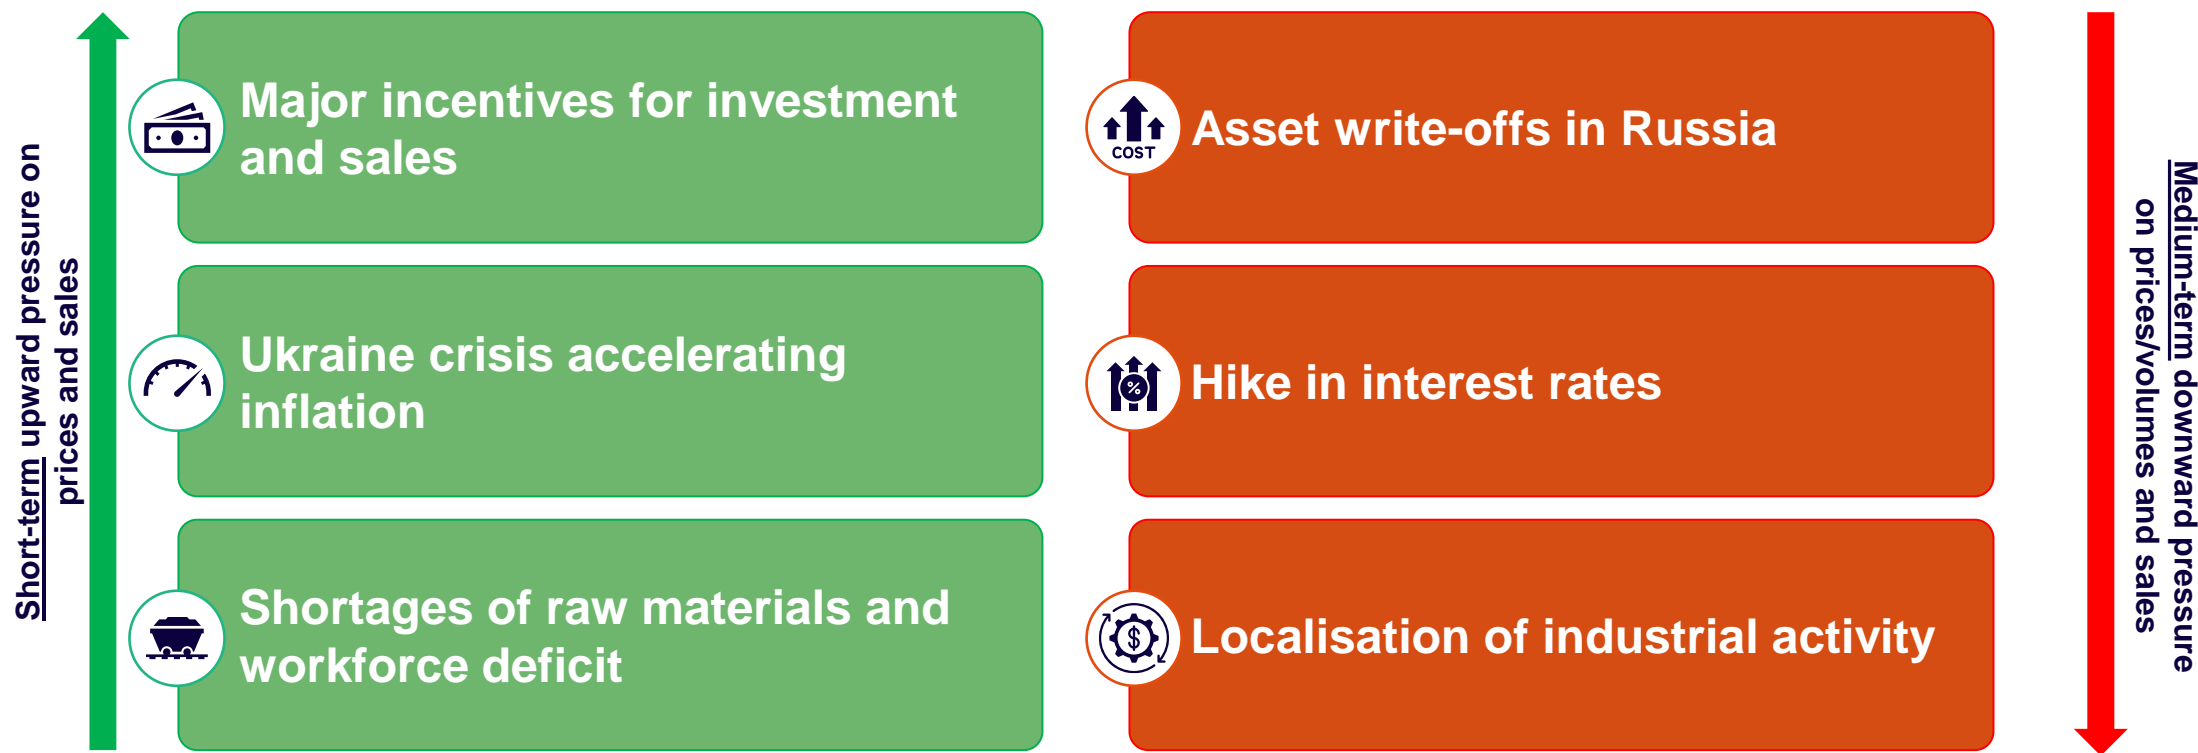 Short-term upward pressure on
prices and sales
Major incentives for investment
and sales
Ukraine crisis accelerating
inflation
Shortages of raw materials and
workforce deficit
COST
Asset write-offs in Russia
%
Hike in interest rates
$
Localisation of industrial activity
Medium-term downward pressure
on prices/volumes and sales